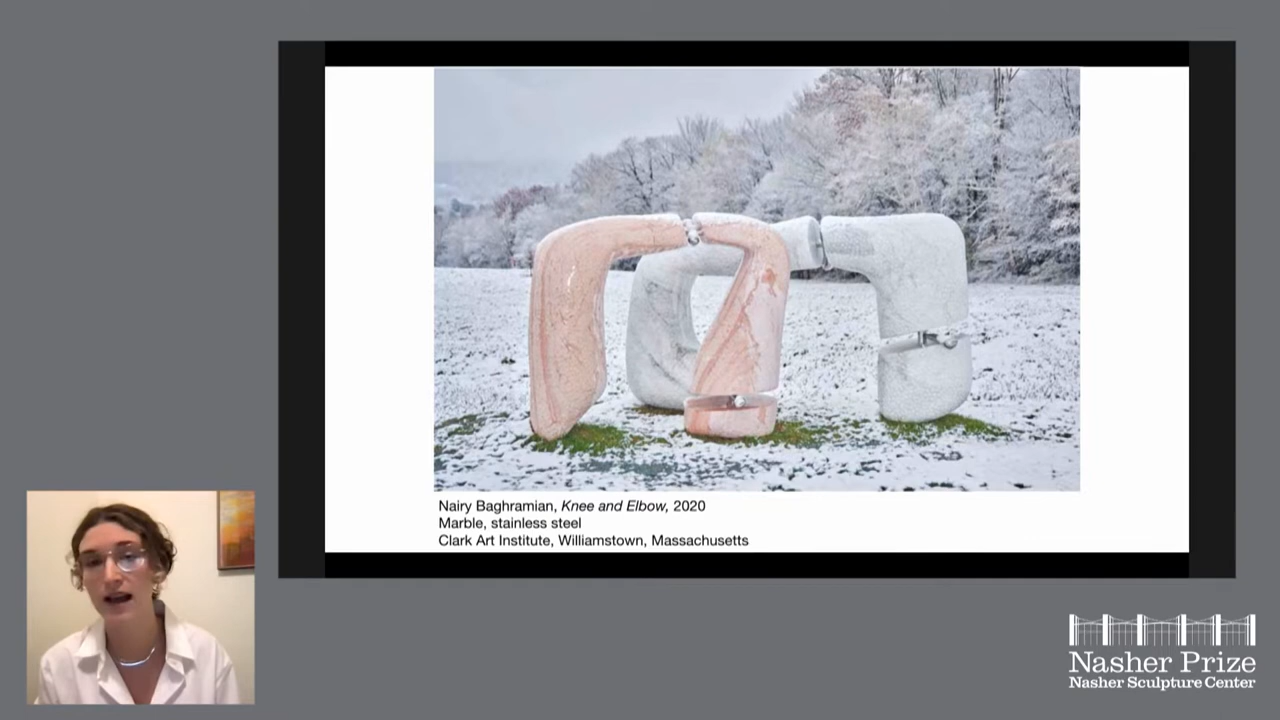 Nairy Baghramian, Knee and Elbow, 2020
Marble, stainless steel
Clark Art Institute, Williamstown, Massachusetts
Nasher Prize
Nasher Sculpture Center